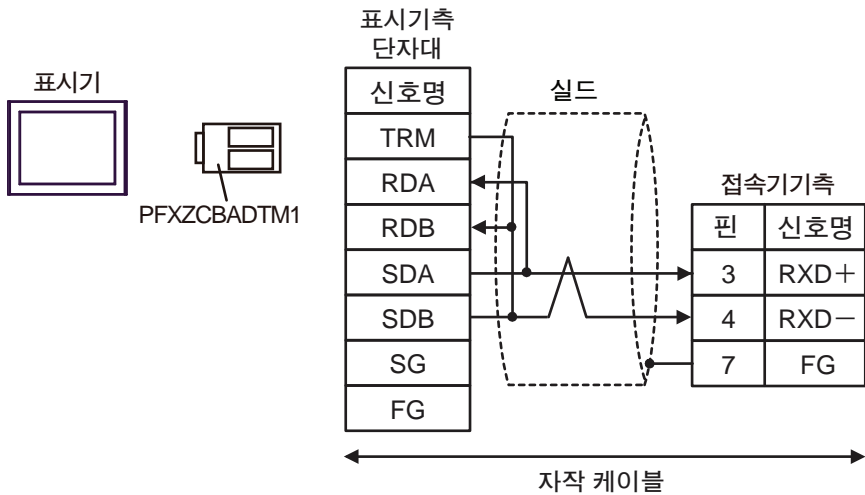 표시기
PFXZCBADTM1
표시기측
단자대
신호명
TRM
RDA
RDB
SDA
SDB
SG
FG
실드
접속기기측
핀 신호명
3 RXD+
4 RXD−
7 FG
자작 케이블